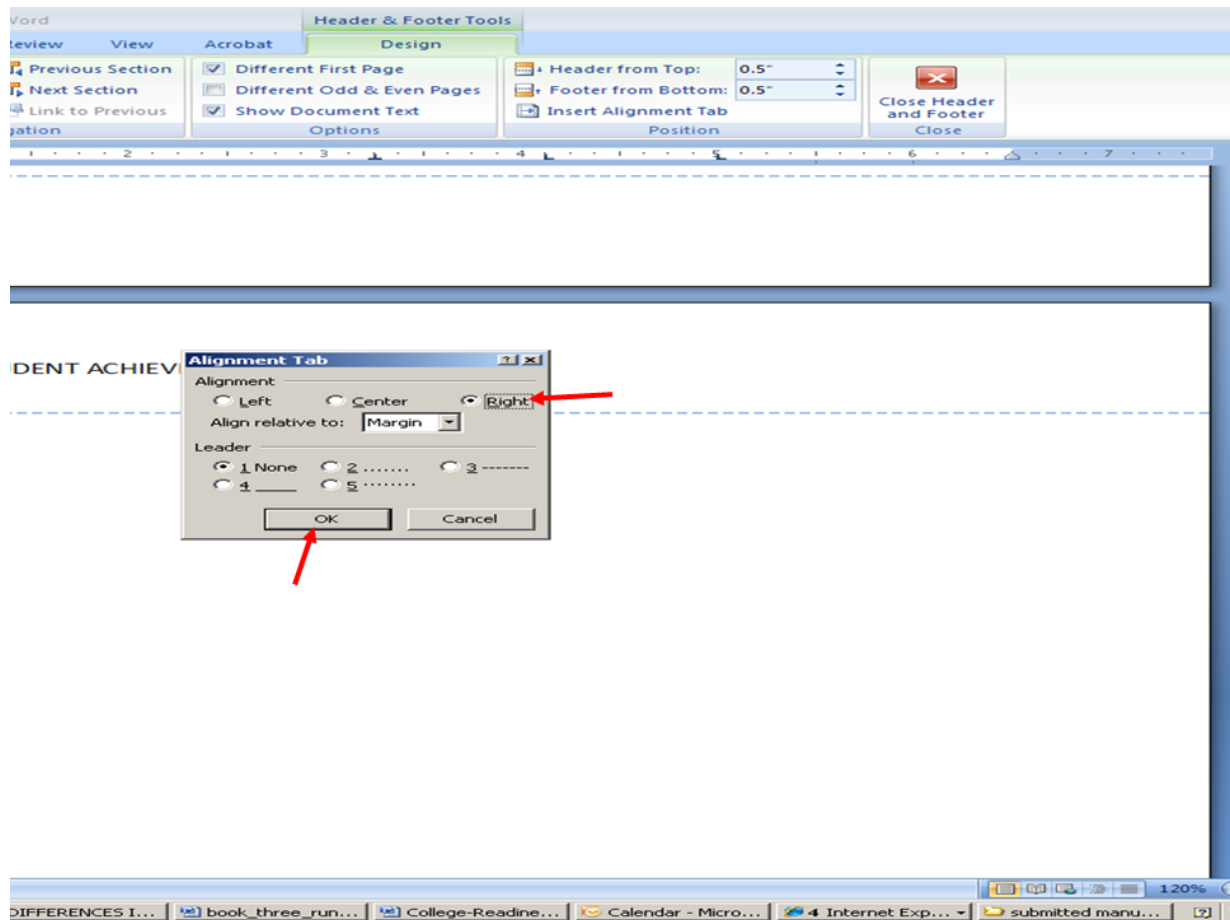 Word Header & Footer Tools
Review View Acrobat Design
Previous Section Different First Page Header from Top: 0.5"
Next Section Different Odd & Even Pages Footer from Bottom: 0.5"
Link to Previous Show Document Text Insert Alignment Tab
Close Header
and Footer
gation Options Position Close
2 3 4 5 6 7
UDENT ACHIEV
Alignment Tab
Alignment
Left Center Right
Align relative to: Margin
Leader
1 None 2 ....... 3 -------
4 ____ 5 ........
OK Cancel
120%
DIFFERENCES I... book_three_run... College-Readine... Calendar - Micro... 4 Internet Exp... submitted manu...